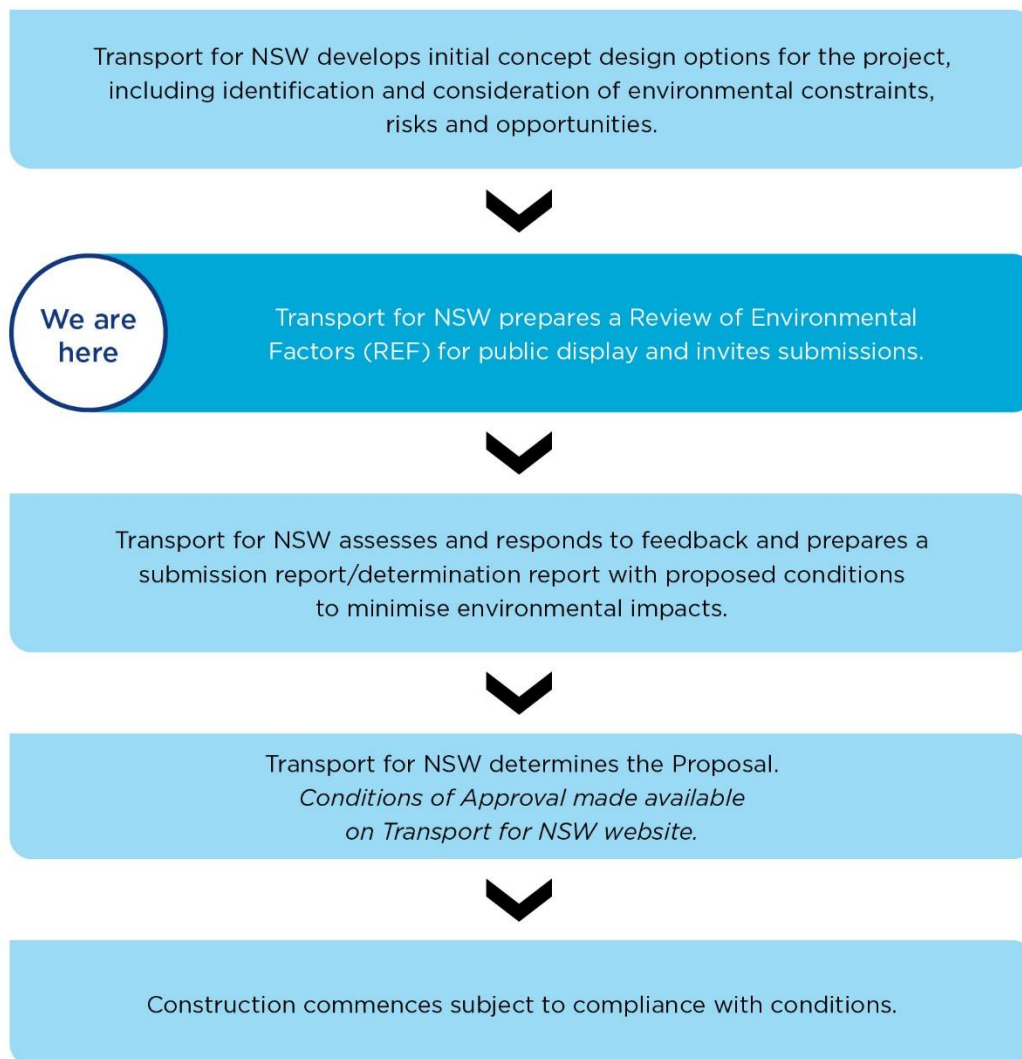 Transport for NSW develops initial concept design options for the project,
including identification and consideration of environmental constraints,
risks and opportunities.
We are
here
Transport for NSW prepares a Review of Environmental
Factors (REF) for public display and invites submissions.
Transport for NSW assesses and responds to feedback and prepares a
submission report/determination report with proposed conditions
to minimise environmental impacts.
Transport for NSW determines the Proposal.
Conditions of Approval made available
on Transport for NSW website.
Construction commences subject to compliance with conditions.